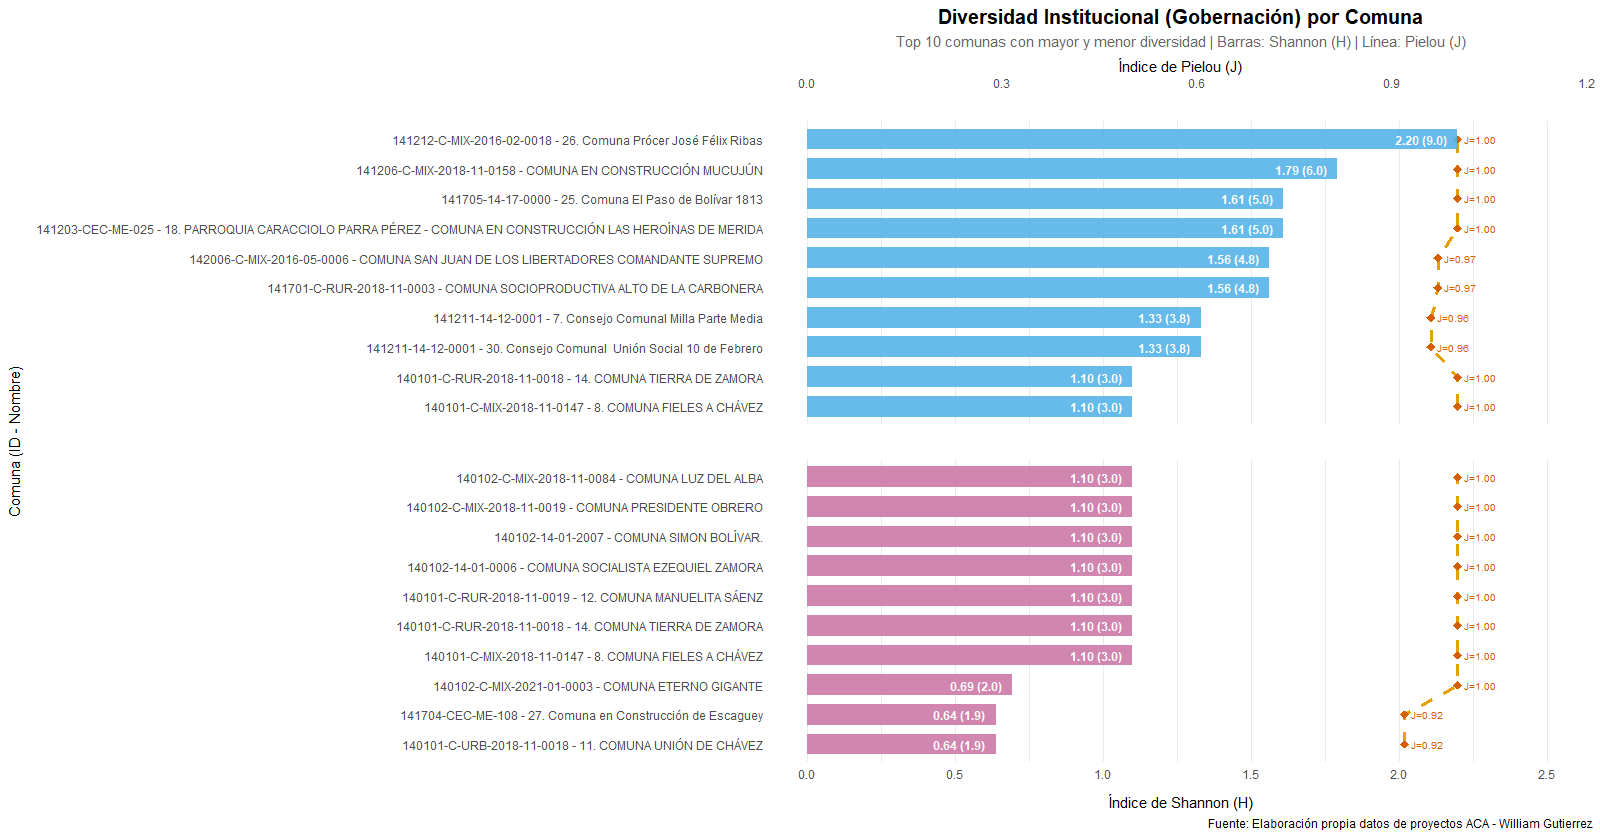 Diversidad Institucional (Gobernación) por Comuna
Top 10 comunas con mayor y menor diversidad | Barras: Shannon (H) | Línea: Pielou (J)
Índice de Pielou (J)
0.0 0.3 0.6 0.9 1.2
Comuna (ID - Nombre)
141212-C-MIX-2016-02-0018 - 26. Comuna Prócer José Félix Ribas 2.20 (9.0) J=1.00
141206-C-MIX-2018-11-0158 - COMUNA EN CONSTRUCCIÓN MUCUJÚN 1.79 (6.0) J=1.00
141705-14-17-0000 - 25. Comuna El Paso de Bolívar 1813 1.61 (5.0) J=1.00
141203-CEC-ME-025 - 18. PARROQUIA CARACCIOLO PARRA PÉREZ - COMUNA EN CONSTRUCCIÓN LAS HEROÍNAS DE MERIDA 1.61 (5.0) J=1.00
142006-C-MIX-2016-05-0006 - COMUNA SAN JUAN DE LOS LIBERTADORES COMANDANTE SUPREMO 1.56 (4.8) J=0.97
141701-C-RUR-2018-11-0003 - COMUNA SOCIOPRODUCTIVA ALTO DE LA CARBONERA 1.56 (4.8) J=0.97
141211-14-12-0001 - 7. Consejo Comunal Milla Parte Media 1.33 (3.8) J=0.96
141211-14-12-0001 - 30. Consejo Comunal  Unión Social 10 de Febrero 1.33 (3.8) J=0.96
140101-C-RUR-2018-11-0018 - 14. COMUNA TIERRA DE ZAMORA 1.10 (3.0) J=1.00
140101-C-MIX-2018-11-0147 - 8. COMUNA FIELES A CHÁVEZ 1.10 (3.0) J=1.00
140102-C-MIX-2018-11-0084 - COMUNA LUZ DEL ALBA 1.10 (3.0) J=1.00
140102-C-MIX-2018-11-0019 - COMUNA PRESIDENTE OBRERO 1.10 (3.0) J=1.00
140102-14-01-2007 - COMUNA SIMON BOLÍVAR. 1.10 (3.0) J=1.00
140102-14-01-0006 - COMUNA SOCIALISTA EZEQUIEL ZAMORA 1.10 (3.0) J=1.00
140101-C-RUR-2018-11-0019 - 12. COMUNA MANUELITA SÁENZ 1.10 (3.0) J=1.00
140101-C-RUR-2018-11-0018 - 14. COMUNA TIERRA DE ZAMORA 1.10 (3.0) J=1.00
140101-C-MIX-2018-11-0147 - 8. COMUNA FIELES A CHÁVEZ 1.10 (3.0) J=1.00
140102-C-MIX-2021-01-0003 - COMUNA ETERNO GIGANTE 0.69 (2.0) J=1.00
141704-CEC-ME-108 - 27. Comuna en Construcción de Escaguey 0.64 (1.9) J=0.92
140101-C-URB-2018-11-0018 - 11. COMUNA UNIÓN DE CHÁVEZ 0.64 (1.9) J=0.92
0.0 0.5 1.0 1.5 2.0 2.5
Índice de Shannon (H)
Fuente: Elaboración propia datos de proyectos ACA - William Gutierrez